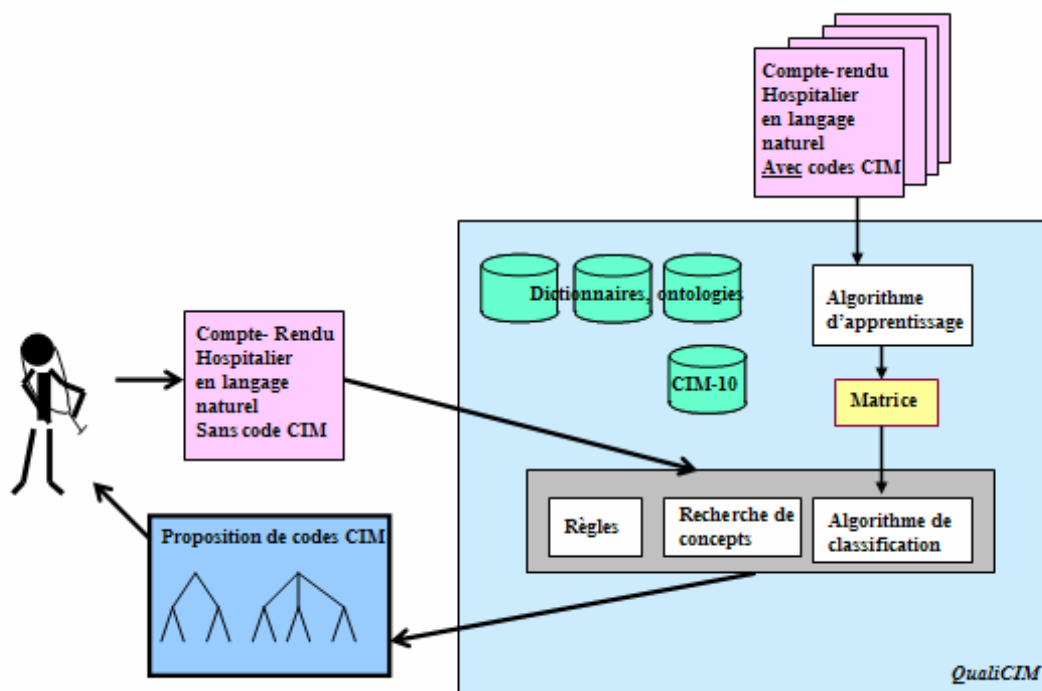 Compte-rendu
Hospitalier
en langage
naturel
Avec codes CIM
Dictionnaires, ontologies
Algorithme
d'apprentissage
CIM-10
Matrice
Compte- Rendu
Hospitalier
en langage
naturel
Sans code CIM
Règles
Recherche de
concepts
Algorithme de
classification
Proposition de codes CIM
QualiCIM